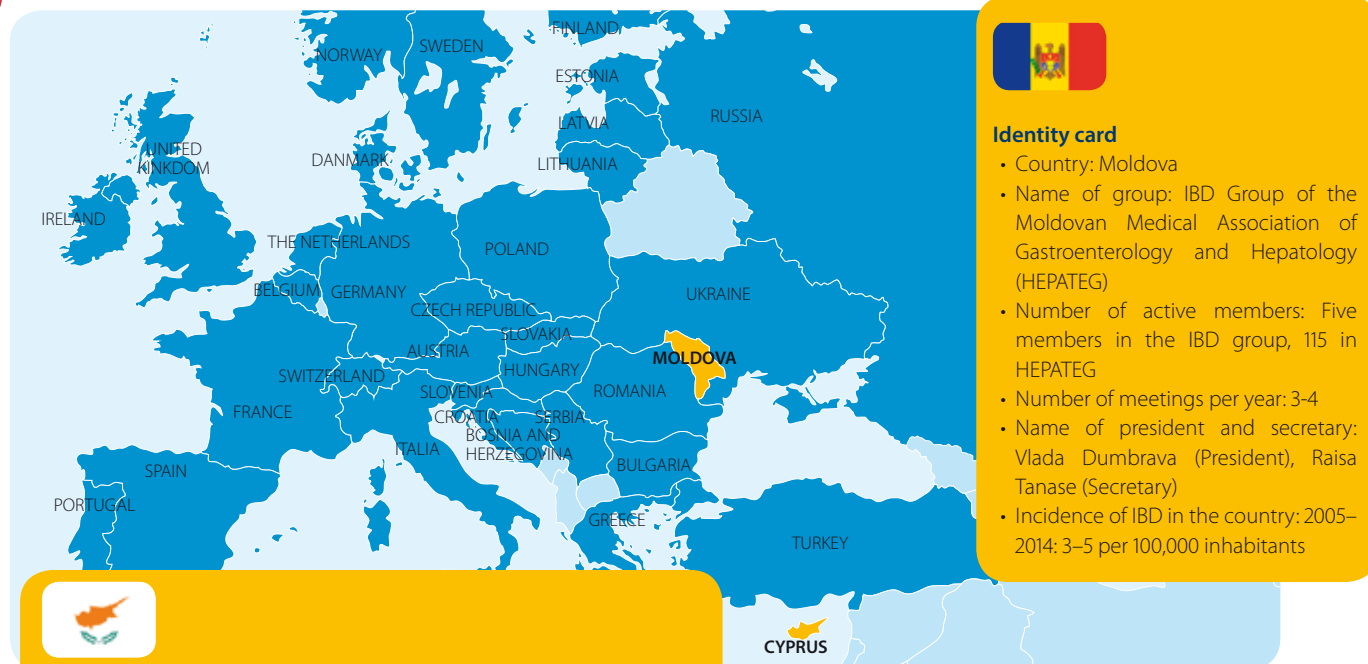 FINLAND
NORWAY
SWEDEN
ESTONIA
RUSSIA
LATVIA
UNITED
KINKDOM
DANMARK
LITHUANIA
IRELAND
THE NETHERLANDS
POLAND
BELGIUM
GERMANY
UKRAINE
CZECH REPUBLIC
SLOVAKIA
AUSTRIA
MOLDOVA
HUNGARY
SWITZERLAND
ROMANIA
SLOVENIA
FRANCE
CROATIA
SERBIA
BOSNIA AND
HERZEGOVINA
ITALIA
BULGARIA
SPAIN
PORTUGAL
GREECE
TURKEY
CYPRUS
Identity card
• Country: Moldova
• Name of group: IBD Group of the
Moldovan Medical Association of
Gastroenterology and Hepatology
(HEPATEG)
• Number of active members: Five
members in the IBD group, 115 in
HEPATEG
• Number of meetings per year: 3-4
• Name of president and secretary:
Vlada Dumbrava (President), Raisa
Tanase (Secretary)
• Incidence of IBD in the country: 2005–
2014: 3–5 per 100,000 inhabitants